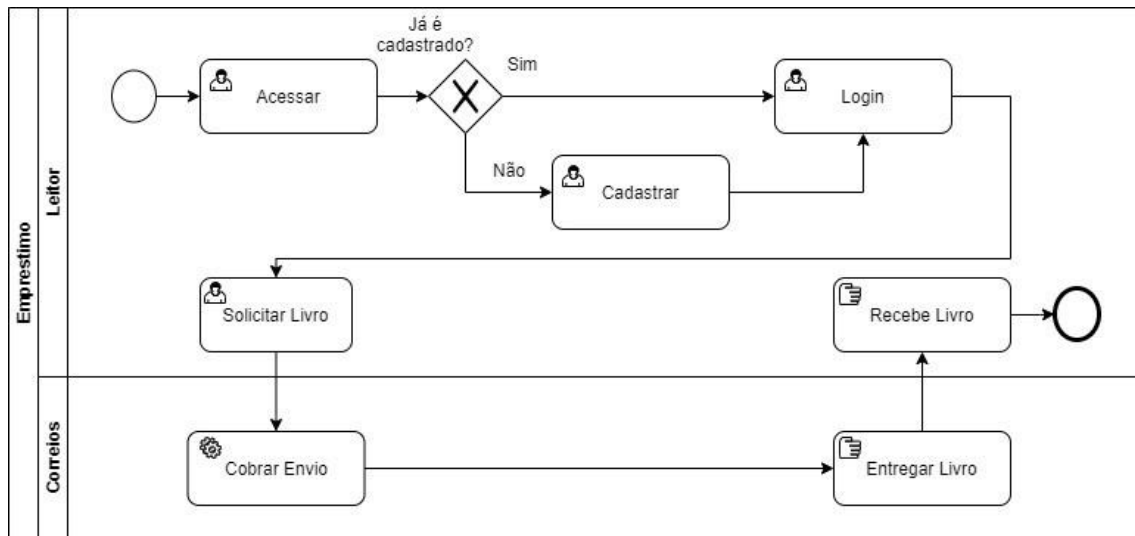 Emprestimo
Leitor
Já é
cadastrado?
Acessar
Sim
Login
Não
Cadastrar
Solicitar Livro
Recebe Livro
Correios
Cobrar Envio
Entregar Livro